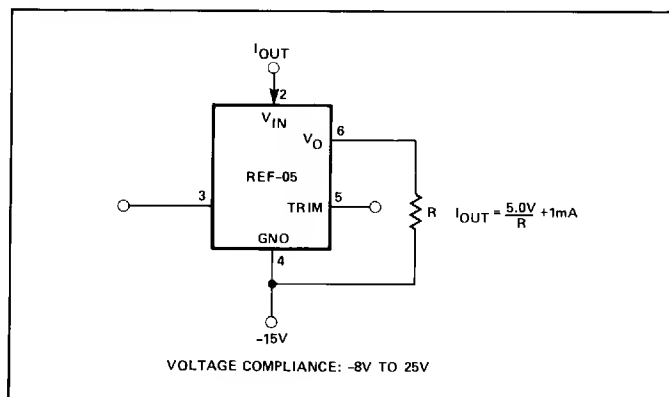 IOUT
2
VIN
VO
6
REF-05
3
TRIM
5
R
IOUT = 5.0V/R +1mA
GNO
4
-15V
VOLTAGE COMPLIANCE: -8V TO 25V